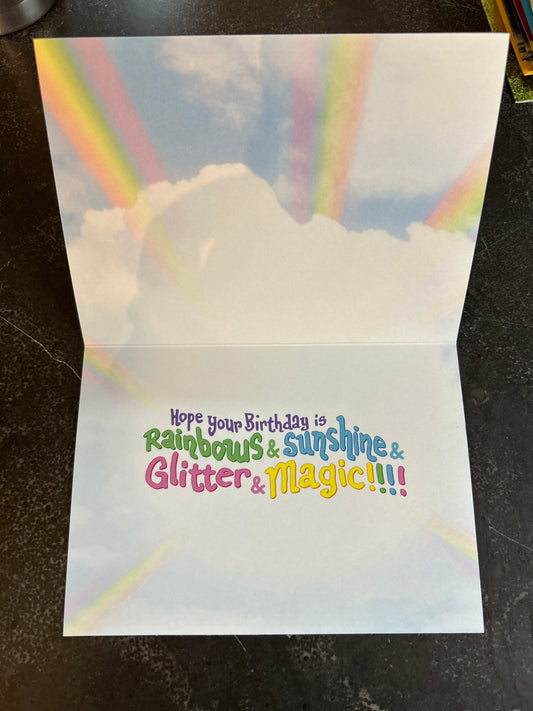 Hope your Birthday is
Rainbows & sunshine &
Glitter & Magic!!!!